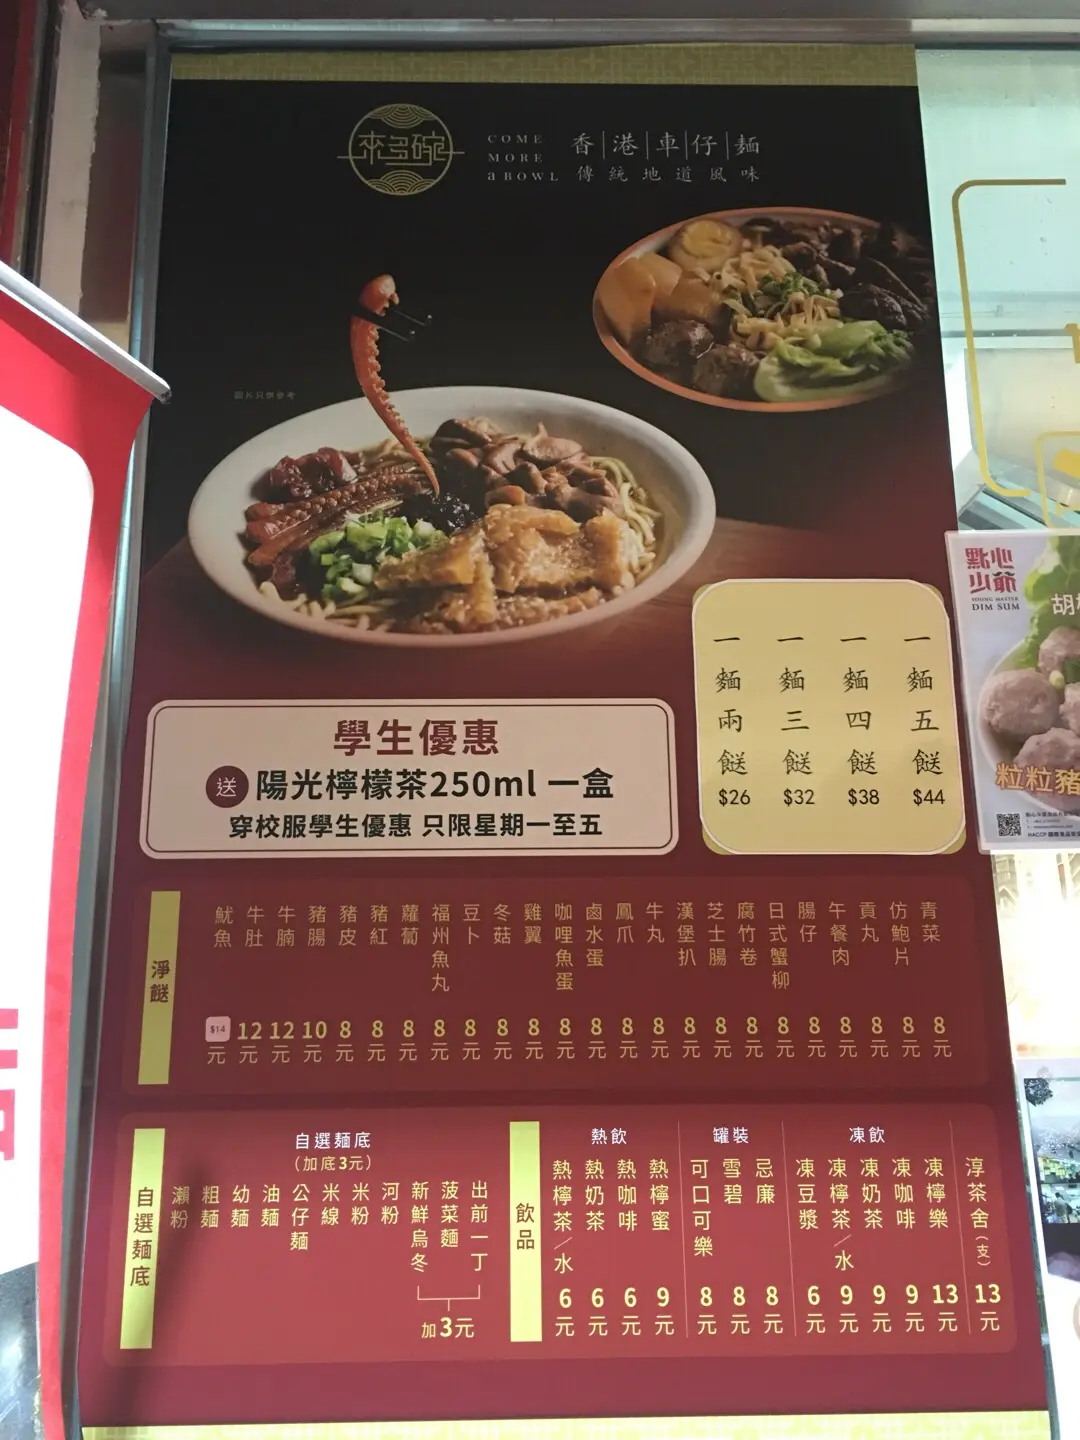 來多碗
COME
MORE
a BOWL
香港車仔麵
傳統地道風味
圖片只供參考
一麵兩餸 $26
一麵三餸 $32
一麵四餸 $38
一麵五餸 $44
學生優惠
送 陽光檸檬茶250ml 一盒
穿校服學生優惠 只限星期一至五
淨餸
魷魚 $14元
牛肚 12元
牛腩 12元
豬腸 10元
豬皮 8元
豬紅 8元
蘿蔔 8元
福州魚丸 8元
豆卜 8元
冬菇 8元
雞翼 8元
咖哩魚蛋 8元
鹵水蛋 8元
鳳爪 8元
牛丸 8元
漢堡扒 8元
芝士腸 8元
腐竹卷 8元
日式蟹柳 8元
腸仔 8元
午餐肉 8元
貢丸 8元
仿鮑片 8元
青菜 8元
自選麵底
自選麵底
（加底3元）
瀨粉
粗麵
幼麵
油麵
公仔麵
米線
米粉
河粉
新鮮烏冬
菠菜麵
出前一丁
加3元
飲品
熱飲
熱檸茶／水 6元
熱奶茶 6元
熱咖啡 6元
熱檸蜜 9元
罐裝
可口可樂 8元
雪碧 8元
忌廉 8元
凍飲
凍豆漿 6元
凍檸茶／水 9元
凍奶茶 9元
凍咖啡 9元
凍檸樂 13元
淳茶舍（支） 13元
點心
少爺
YOUNG MASTER
DIM SUM
胡
粒粒豬